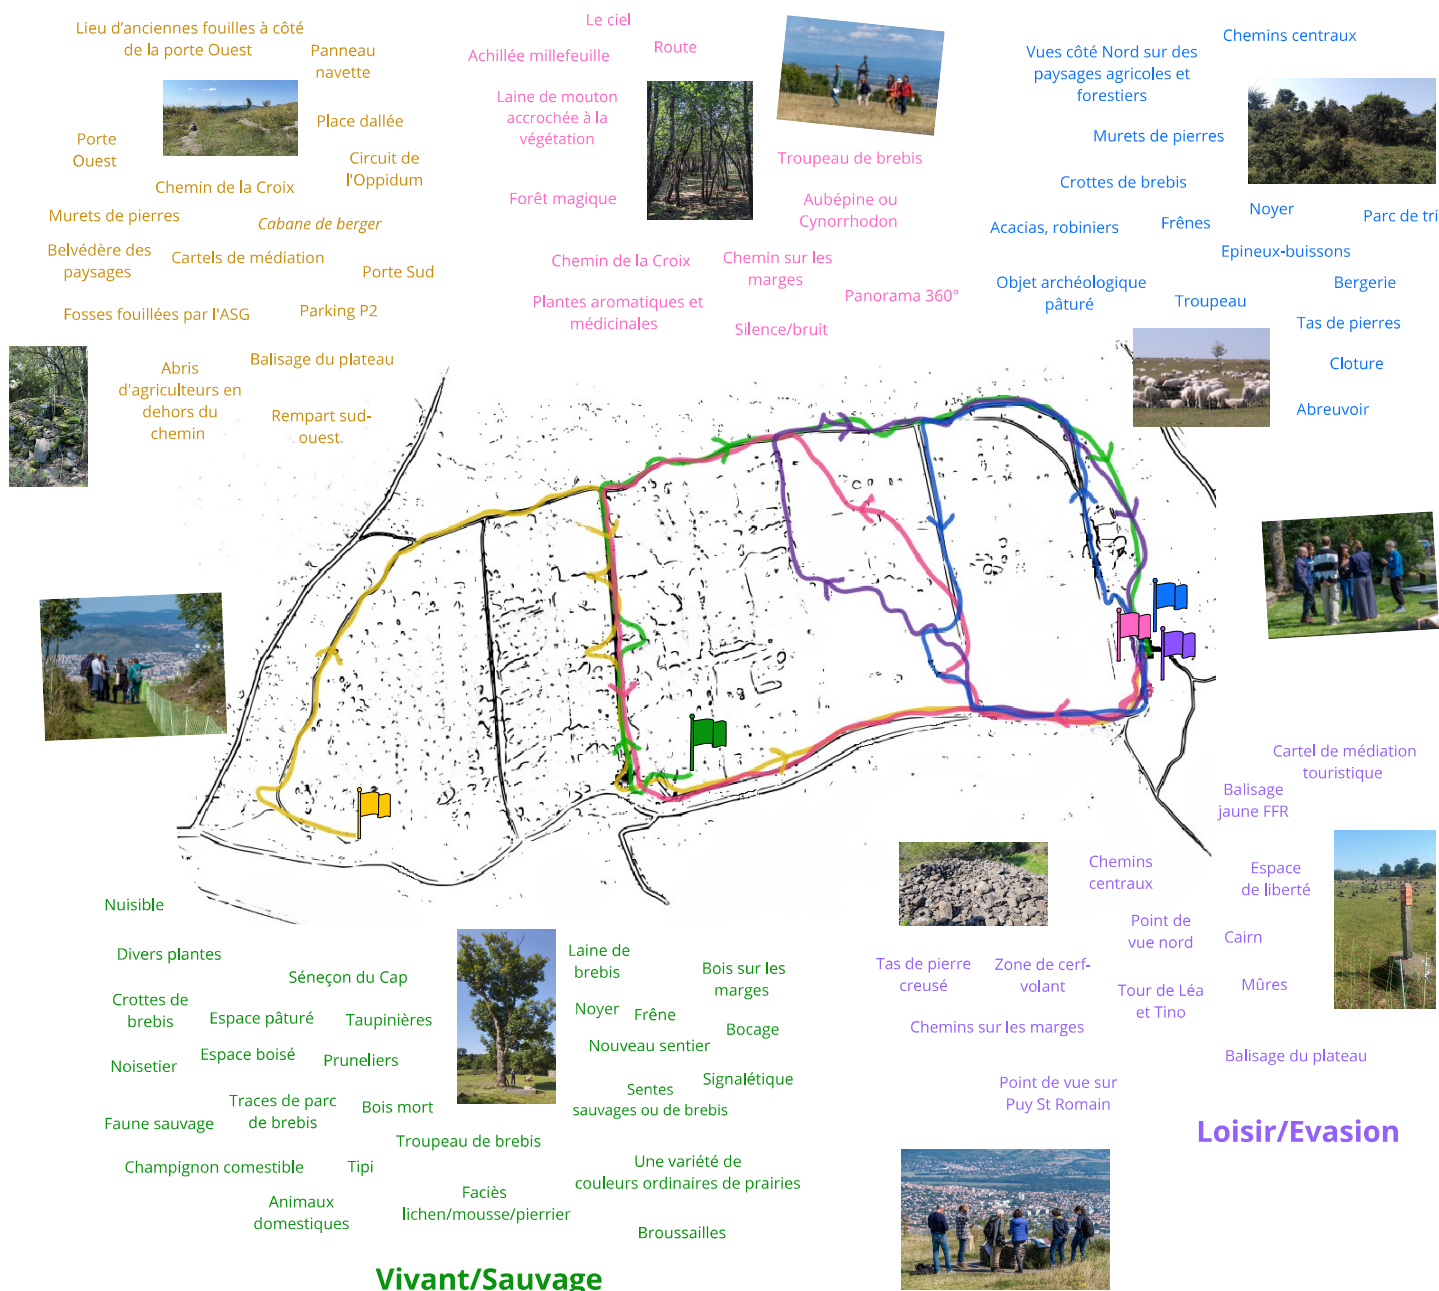 Lieu d'anciennes fouilles à côté
de la porte Ouest
Panneau
navette
Place dallée
Porte
Ouest
Circuit de
l'Oppidum
Chemin de la Croix
Murets de pierres
Cabane de berger
Belvédère des
paysages
Cartels de médiation
Porte Sud
Fosses fouillées par l'ASG
Parking P2
Balisage du plateau
Abris
d'agriculteurs en
dehors du
chemin
Rempart sud-
ouest.
Le ciel
Achillée millefeuille
Route
Laine de mouton
accrochée à la
végétation
Troupeau de brebis
Forêt magique
Aubépine ou
Cynorrhodon
Chemin de la Croix
Chemin sur les
marges
Panorama 360°
Plantes aromatiques et
médicinales
Silence/bruit
Chemins centraux
Vues côté Nord sur des
paysages agricoles et
forestiers
Murets de pierres
Crottes de brebis
Noyer
Parc de tri
Acacias, robiniers
Frênes
Epineux-buissons
Objet archéologique
pâturé
Bergerie
Troupeau
Tas de pierres
Cloture
Abreuvoir
Cartel de médiation
touristique
Balisage
jaune FFR
Chemins
centraux
Espace
de liberté
Point de
vue nord
Cairn
Tas de pierre
creusé
Zone de cerf-
volant
Tour de Léa
et Tino
Mûres
Chemins sur les marges
Balisage du plateau
Point de vue sur
Puy St Romain
Loisir/Evasion
Nuisible
Divers plantes
Séneçon du Cap
Crottes de
brebis
Espace pâturé
Taupinières
Noisetier
Espace boisé
Pruneliers
Traces de parc
de brebis
Bois mort
Faune sauvage
Troupeau de brebis
Champignon comestible
Tipi
Animaux
domestiques
Faciès
lichen/mousse/pierrier
Laine de
brebis
Bois sur les
marges
Noyer
Frêne
Bocage
Nouveau sentier
Signalétique
Sentes
sauvages ou de brebis
Une variété de
couleurs ordinaires de prairies
Broussailles
Vivant/Sauvage